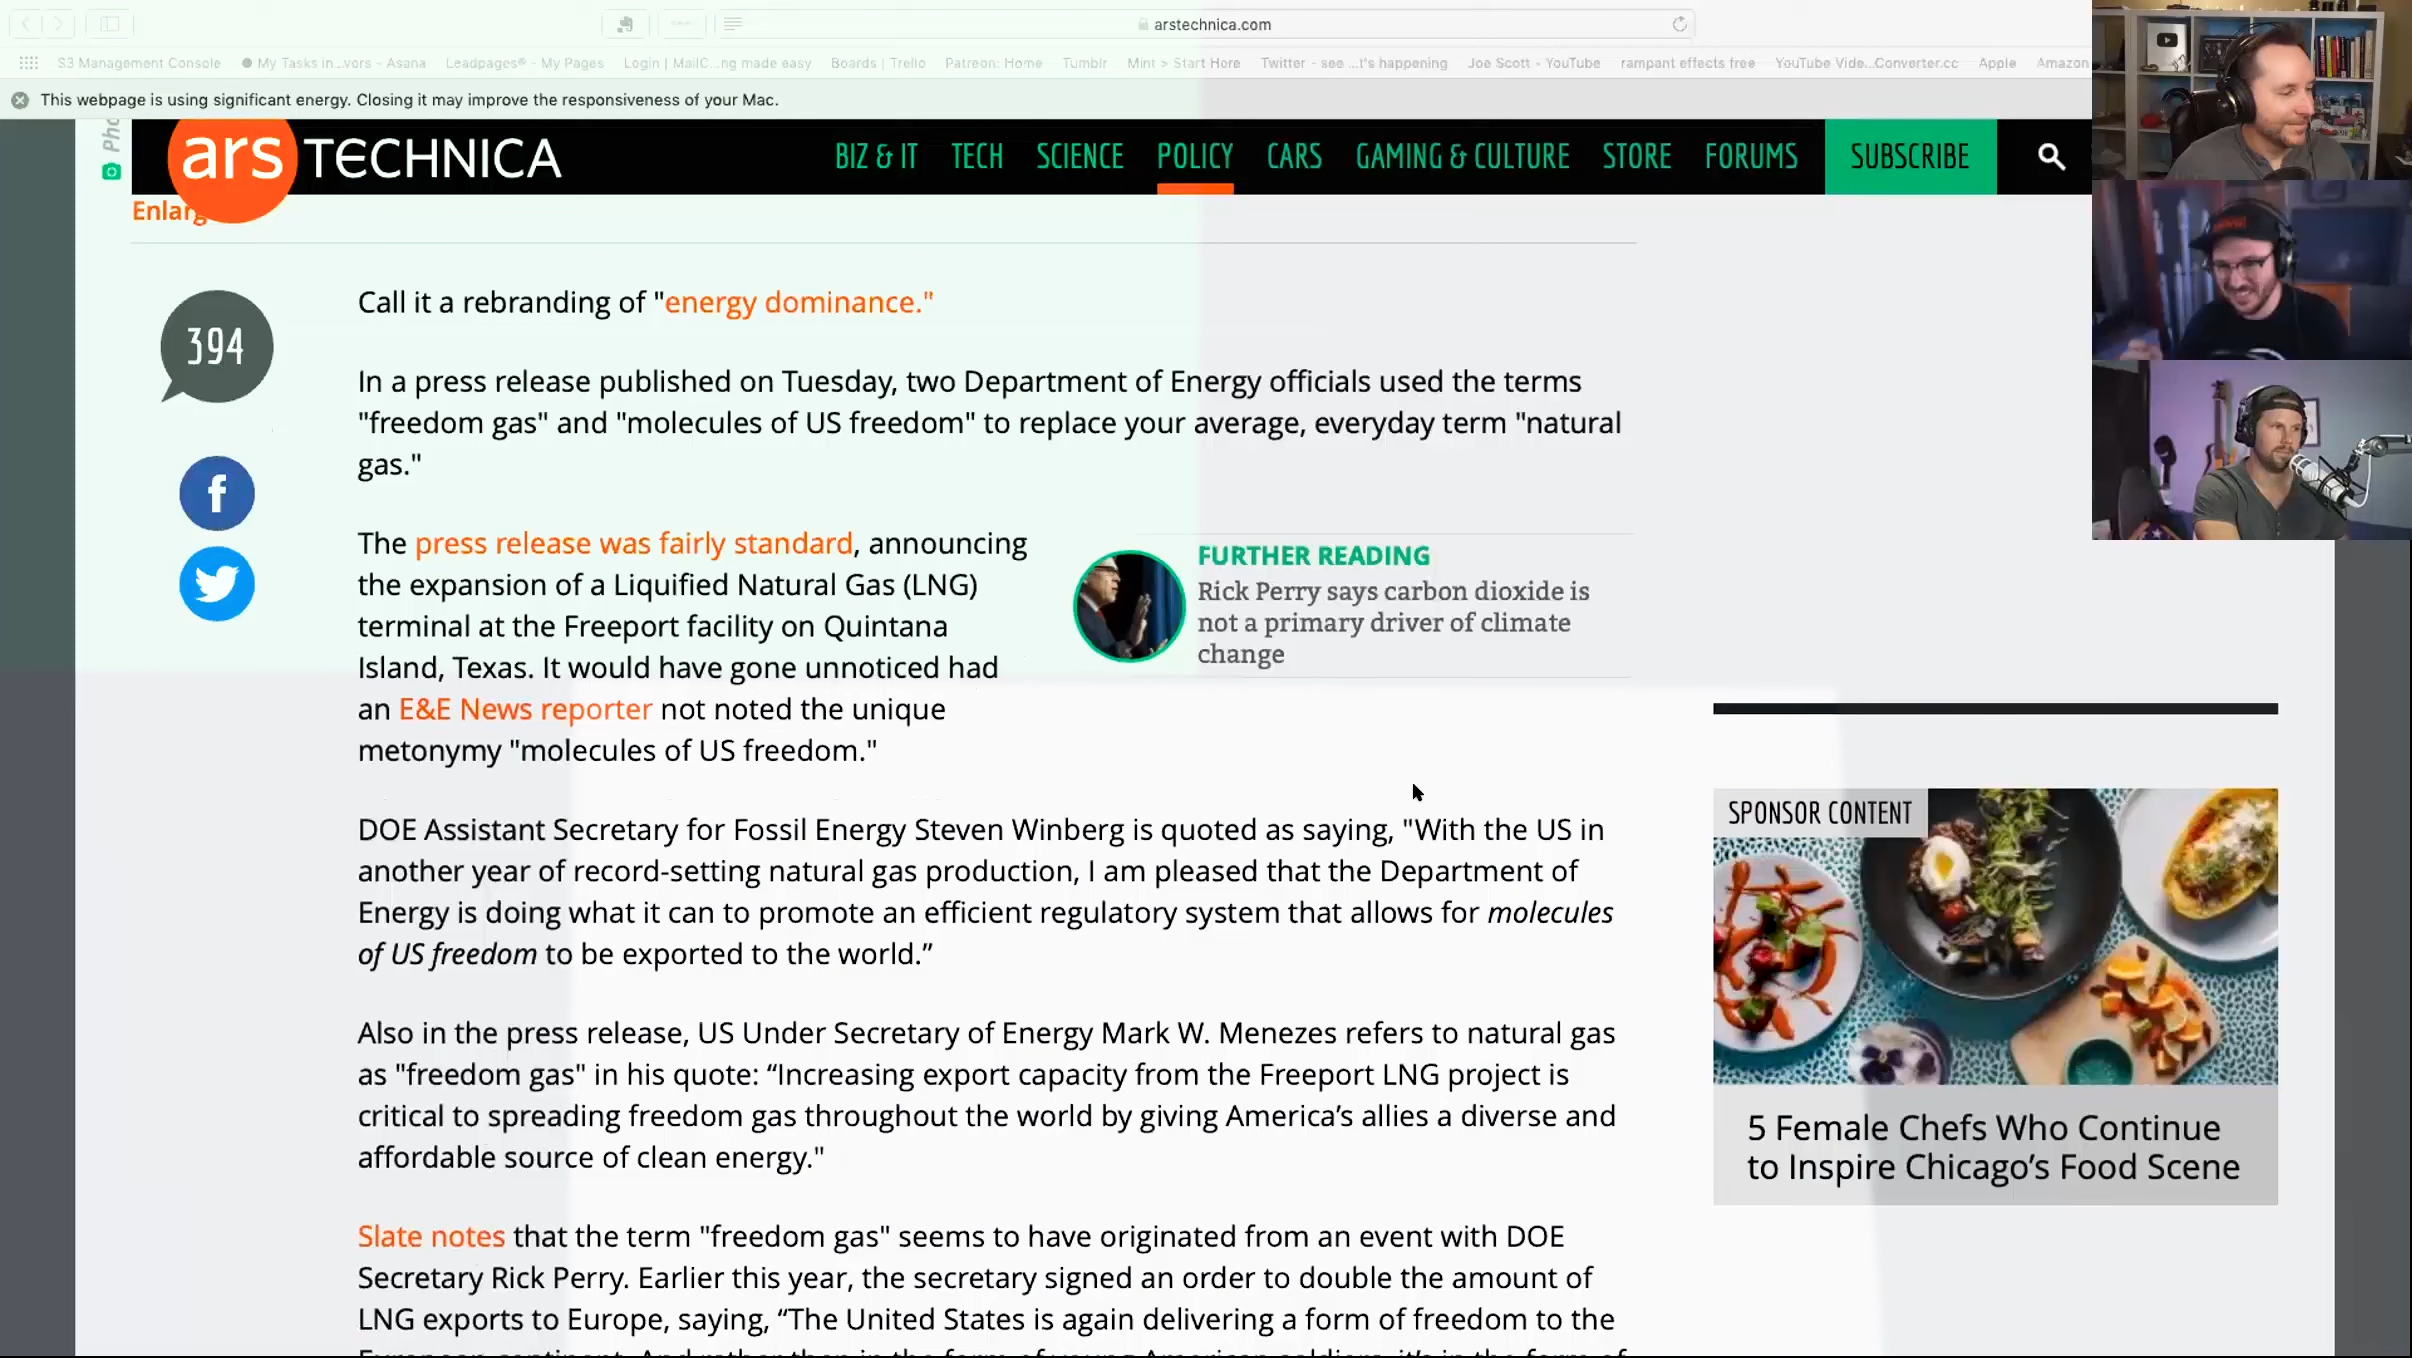 arstechnica.com
S3 Management Console My Tasks in...vors - Asana Leadpages® - My Pages Login | MailC...ng made easy Boards | Trello Patreon: Home Tumblr Mint > Start Here Twitter - see ...t's happening Joe Scott - YouTube rampant effects free YouTube Vide...Converter.cc Apple Amazon
This webpage is using significant energy. Closing it may improve the responsiveness of your Mac.
Pho
ars TECHNICA BIZ & IT TECH SCIENCE POLICY CARS GAMING & CULTURE STORE FORUMS SUBSCRIBE
Enlarg
394
Call it a rebranding of "energy dominance."
In a press release published on Tuesday, two Department of Energy officials used the terms
"freedom gas" and "molecules of US freedom" to replace your average, everyday term "natural
gas."
The press release was fairly standard, announcing
the expansion of a Liquified Natural Gas (LNG)
terminal at the Freeport facility on Quintana
Island, Texas. It would have gone unnoticed had
an E&E News reporter not noted the unique
metonymy "molecules of US freedom."
FURTHER READING
Rick Perry says carbon dioxide is
not a primary driver of climate
change
DOE Assistant Secretary for Fossil Energy Steven Winberg is quoted as saying, "With the US in
another year of record-setting natural gas production, I am pleased that the Department of
Energy is doing what it can to promote an efficient regulatory system that allows for molecules
of US freedom to be exported to the world.”
Also in the press release, US Under Secretary of Energy Mark W. Menezes refers to natural gas
as "freedom gas" in his quote: “Increasing export capacity from the Freeport LNG project is
critical to spreading freedom gas throughout the world by giving America’s allies a diverse and
affordable source of clean energy."
Slate notes that the term "freedom gas" seems to have originated from an event with DOE
Secretary Rick Perry. Earlier this year, the secretary signed an order to double the amount of
LNG exports to Europe, saying, “The United States is again delivering a form of freedom to the
SPONSOR CONTENT
5 Female Chefs Who Continue
to Inspire Chicago’s Food Scene